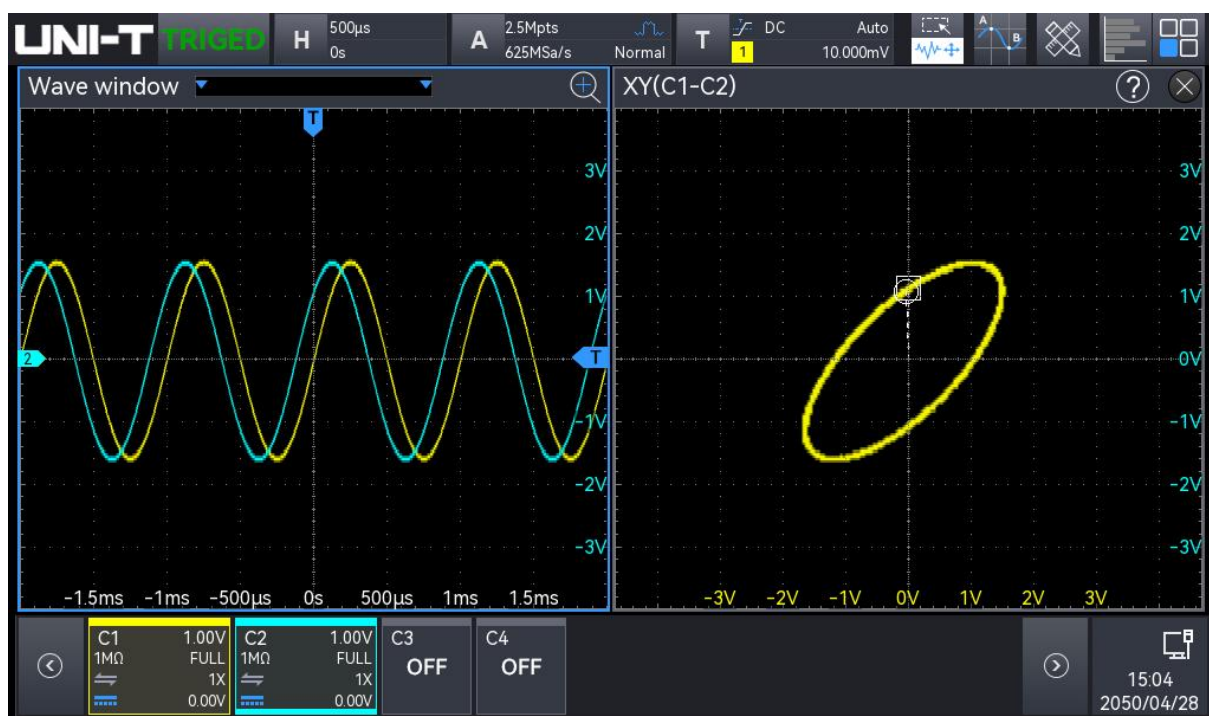 UNI-T TRIGED H 500µs A 2.5Mpts T DC Auto A
0s 625MSa/s Normal 1 10.000mV B
Wave window
XY(C1-C2) ?
T
3V
2V
1V
2
T
-1V
-2V
-3V
-1.5ms -1ms -500µs 0s 500µs 1ms 1.5ms
3V
2V
1V
0V
-1V
-2V
-3V
-3V -2V -1V 0V 1V 2V 3V
C1 1.00V
1MΩ FULL
1X
0.00V
C2 1.00V
1MΩ FULL
1X
0.00V
C3
OFF
C4
OFF
15:04
2050/04/28